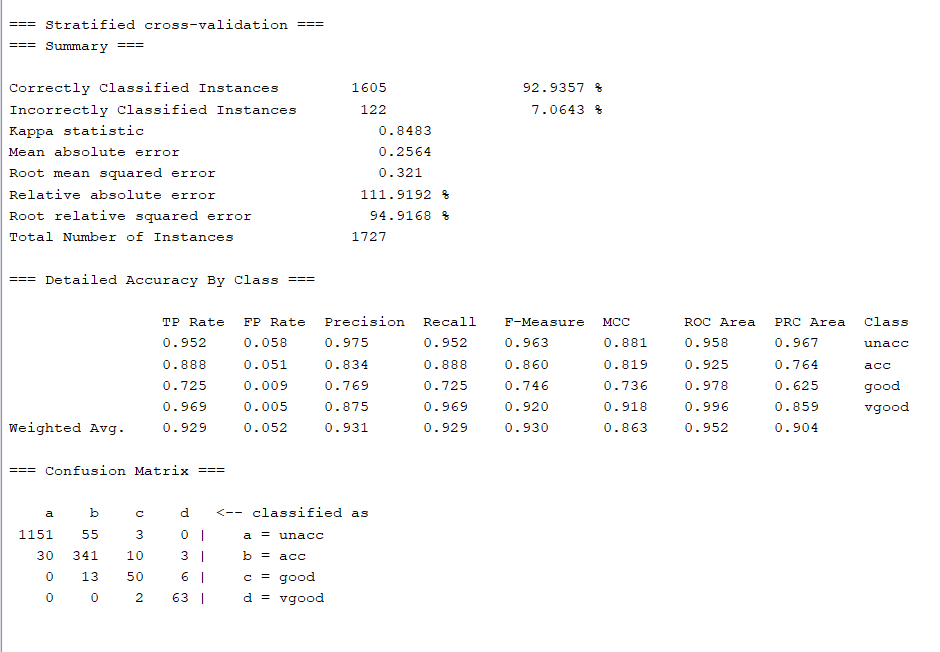 === Stratified cross-validation ===
=== Summary ===
Correctly Classified Instances 1605 92.9357 %
Incorrectly Classified Instances 122 7.0643 %
Kappa statistic 0.8483
Mean absolute error 0.2564
Root mean squared error 0.321
Relative absolute error 111.9192 %
Root relative squared error 94.9168 %
Total Number of Instances 1727
=== Detailed Accuracy By Class ===
TP Rate FP Rate Precision Recall F-Measure MCC ROC Area PRC Area Class
0.952 0.058 0.975 0.952 0.963 0.881 0.958 0.967 unacc
0.888 0.051 0.834 0.888 0.860 0.819 0.925 0.764 acc
0.725 0.009 0.769 0.725 0.746 0.736 0.978 0.625 good
0.969 0.005 0.875 0.969 0.920 0.918 0.996 0.859 vgood
Weighted Avg. 0.929 0.052 0.931 0.929 0.930 0.863 0.952 0.904
=== Confusion Matrix ===
a b c d <-- classified as
1151 55 3 0 | a = unacc
30 341 10 3 | b = acc
0 13 50 6 | c = good
0 0 2 63 | d = vgood